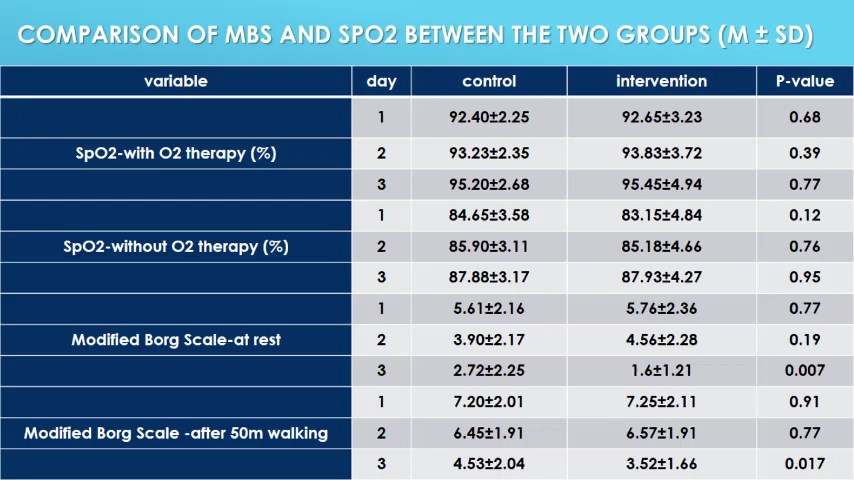 COMPARISON OF MBS AND SPO2 BETWEEN THE TWO GROUPS (M ± SD)
variable day control intervention P-value
1 92.40±2.25 92.65±3.23 0.68
SpO2-with O2 therapy (%) 2 93.23±2.35 93.83±3.72 0.39
3 95.20±2.68 95.45±4.94 0.77
1 84.65±3.58 83.15±4.84 0.12
SpO2-without O2 therapy (%) 2 85.90±3.11 85.18±4.66 0.76
3 87.88±3.17 87.93±4.27 0.95
1 5.61±2.16 5.76±2.36 0.77
Modified Borg Scale-at rest 2 3.90±2.17 4.56±2.28 0.19
3 2.72±2.25 1.6±1.21 0.007
1 7.20±2.01 7.25±2.11 0.91
Modified Borg Scale -after 50m walking 2 6.45±1.91 6.57±1.91 0.77
3 4.53±2.04 3.52±1.66 0.017